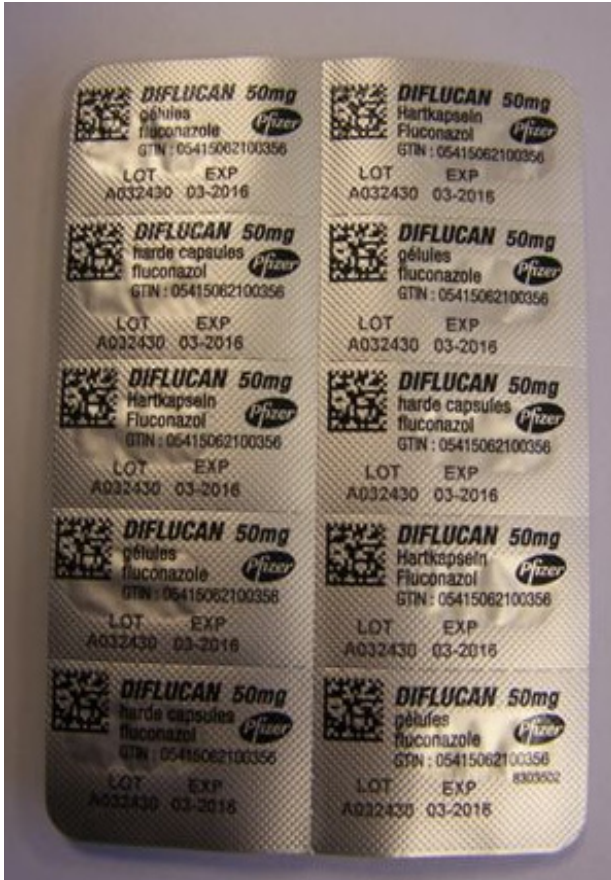 DIFLUCAN 50mg
gélules
fluconazole
Pfizer
GTIN : 05415062100356
LOT EXP
A032430 03-2016
DIFLUCAN 50mg
Hartkapseln
Fluconazol
Pfizer
GTIN : 05415062100356
LOT EXP
A032430 03-2016
DIFLUCAN 50mg
harde capsules
fluconazol
Pfizer
GTIN : 05415062100356
LOT EXP
A032430 03-2016
DIFLUCAN 50mg
gélules
fluconazole
Pfizer
GTIN : 05415062100356
LOT EXP
A032430 03-2016
DIFLUCAN 50mg
Hartkapseln
Fluconazol
Pfizer
GTIN : 05415062100356
LOT EXP
A032430 03-2016
DIFLUCAN 50mg
harde capsules
fluconazol
Pfizer
GTIN : 05415062100356
LOT EXP
A032430 03-2016
DIFLUCAN 50mg
gélules
fluconazole
Pfizer
GTIN : 05415062100356
LOT EXP
A032430 03-2016
DIFLUCAN 50mg
Hartkapseln
Fluconazol
Pfizer
GTIN : 05415062100356
LOT EXP
A032430 03-2016
DIFLUCAN 50mg
harde capsules
fluconazol
Pfizer
GTIN : 05415062100356
LOT EXP
A032430 03-2016
DIFLUCAN 50mg
gélules
fluconazole
Pfizer
GTIN : 05415062100356
8303502
LOT EXP
A032430 03-2016